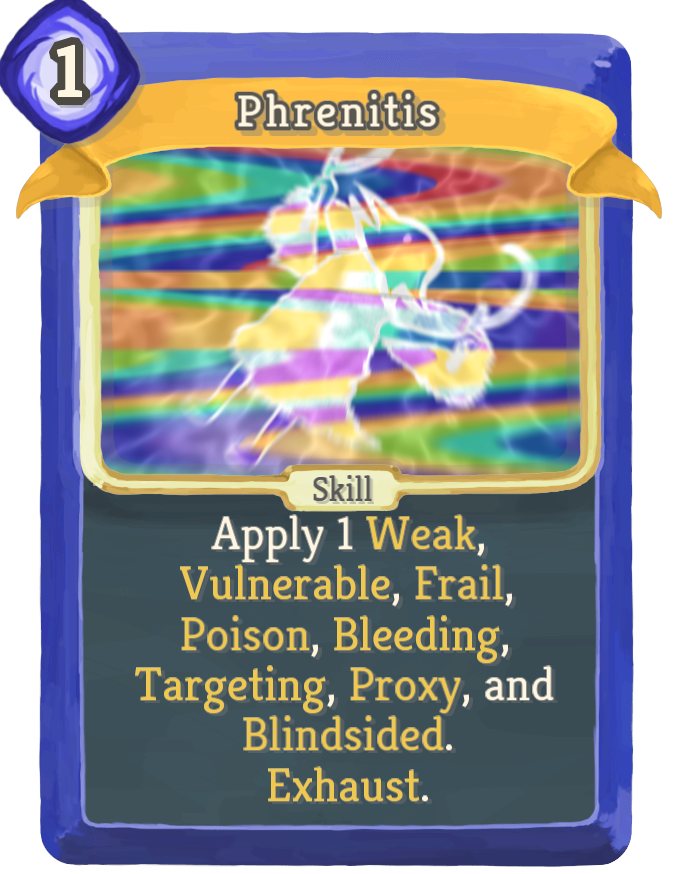 1
Phrenitis
Skill
Apply 1 Weak,
Vulnerable, Frail,
Poison, Bleeding,
Targeting, Proxy, and
Blindsided.
Exhaust.